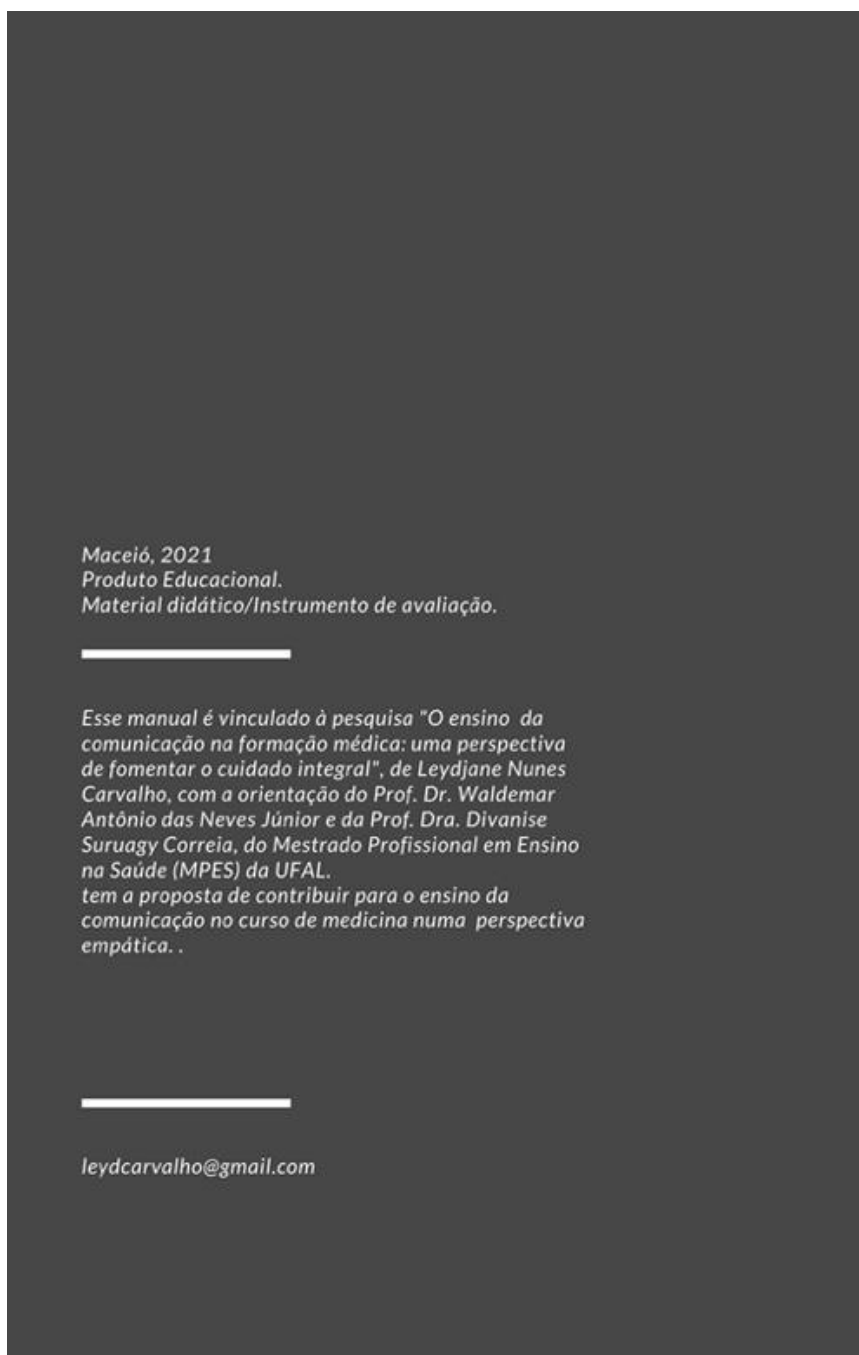 Maceió, 2021
Produto Educacional.
Material didático/Instrumento de avaliação.
Esse manual é vinculado à pesquisa "O ensino  da
comunicação na formação médica: uma perspectiva
de fomentar o cuidado integral", de Leydjane Nunes
Carvalho, com a orientação do Prof. Dr. Waldemar
Antônio das Neves Júnior e da Prof. Dra. Divanise
Suruagy Correia, do Mestrado Profissional em Ensino
na Saúde (MPES) da UFAL.
tem a proposta de contribuir para o ensino da
comunicação no curso de medicina numa  perspectiva
empática. .
leydcarvalho@gmail.com